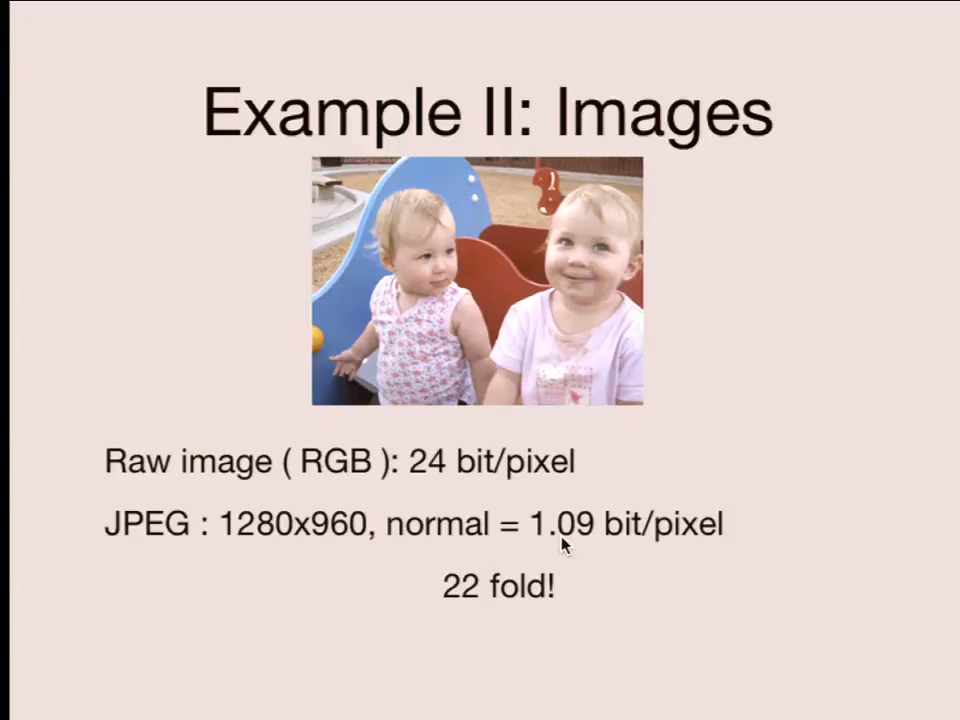 Example II: Images
Raw image ( RGB ): 24 bit/pixel
JPEG : 1280x960, normal = 1.09 bit/pixel
22 fold!